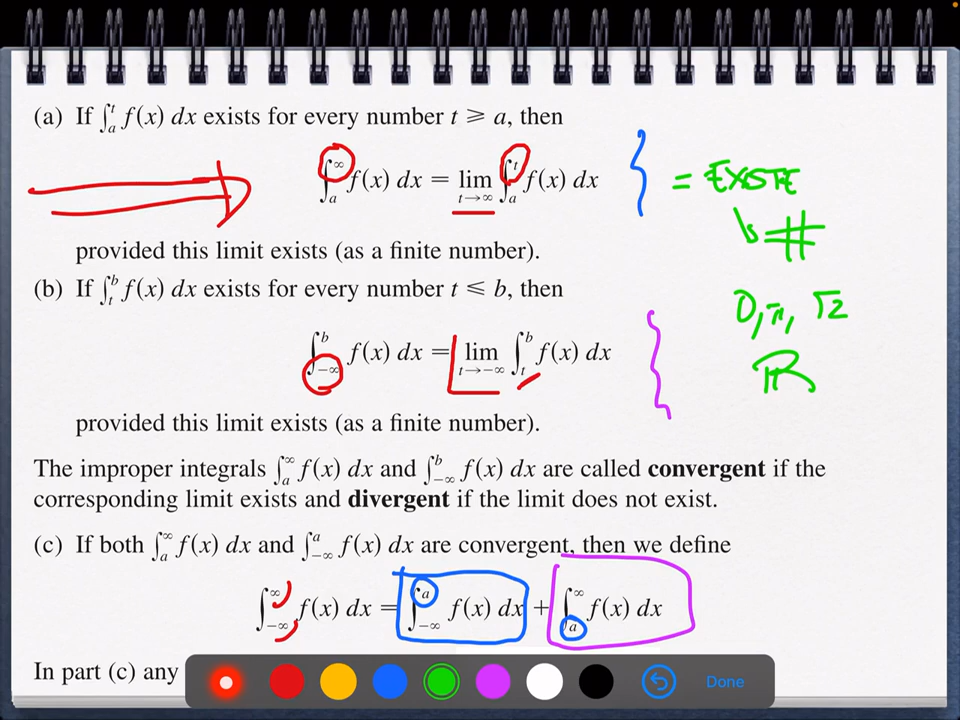 (a) If ∫ₐᵗ f(x) dx exists for every number t ⩾ a, then
∫ₐ^∞ f(x) dx = lim_{t→∞} ∫ₐᵗ f(x) dx
= EXISTE
↳ #
provided this limit exists (as a finite number).
(b) If ∫ₜᵇ f(x) dx exists for every number t ⩽ b, then
0, π, √2
∫_{−∞}^b f(x) dx = lim_{t→−∞} ∫ₜᵇ f(x) dx
ℝ
provided this limit exists (as a finite number).
The improper integrals ∫ₐ^∞ f(x) dx and ∫_{−∞}^b f(x) dx are called convergent if the
corresponding limit exists and divergent if the limit does not exist.
(c) If both ∫ₐ^∞ f(x) dx and ∫_{−∞}^a f(x) dx are convergent, then we define
∫_{−∞}^∞ f(x) dx = ∫_{−∞}^a f(x) dx + ∫ₐ^∞ f(x) dx
In part (c) any
Done